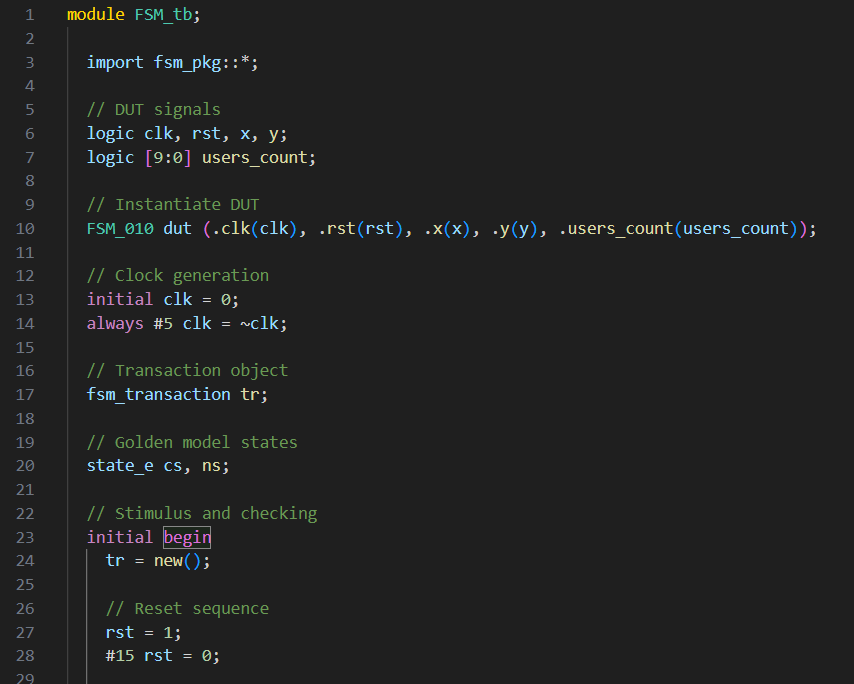 1 module FSM_tb;
2
3 import fsm_pkg::*;
4
5 // DUT signals
6 logic clk, rst, x, y;
7 logic [9:0] users_count;
8
9 // Instantiate DUT
10 FSM_010 dut (.clk(clk), .rst(rst), .x(x), .y(y), .users_count(users_count));
11
12 // Clock generation
13 initial clk = 0;
14 always #5 clk = ~clk;
15
16 // Transaction object
17 fsm_transaction tr;
18
19 // Golden model states
20 state_e cs, ns;
21
22 // Stimulus and checking
23 initial begin
24 tr = new();
25
26 // Reset sequence
27 rst = 1;
28 #15 rst = 0;
29